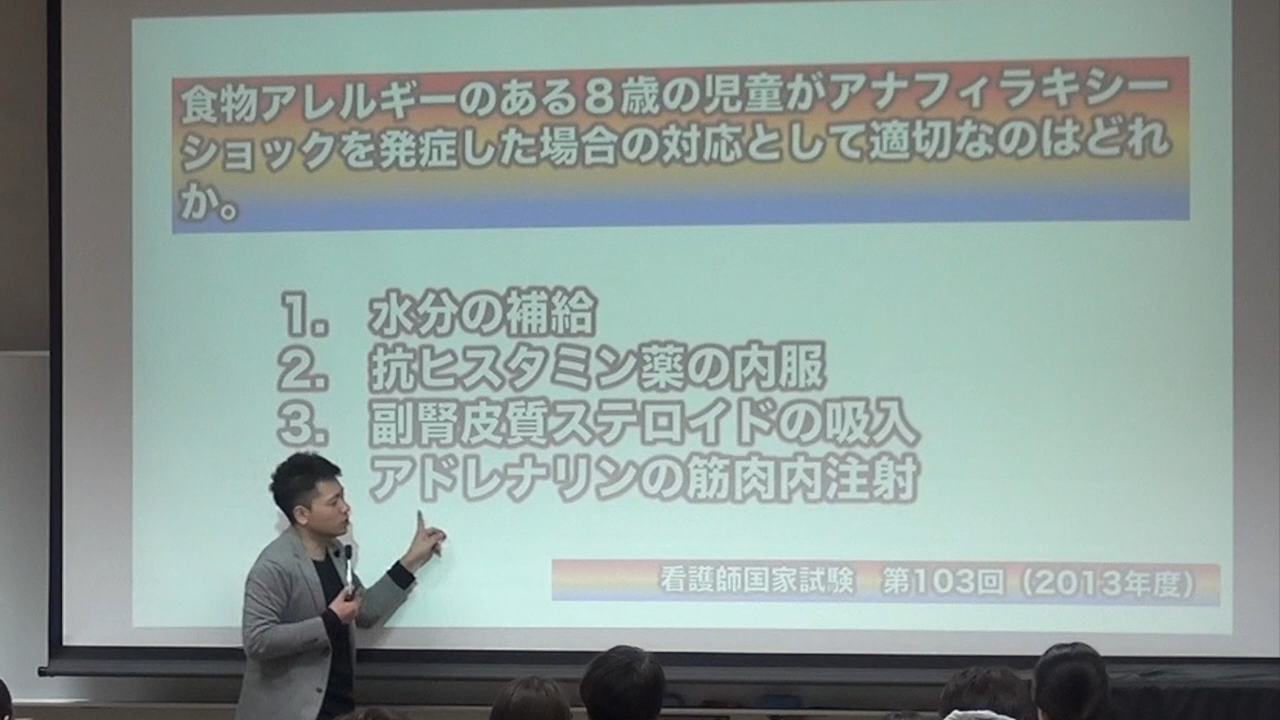 食物アレルギーのある８歳の児童がアナフィラキシー
ショックを発症した場合の対応として適切なのはどれ
か。
1. 水分の補給
2. 抗ヒスタミン薬の内服
3. 副腎皮質ステロイドの吸入
アドレナリンの筋肉内注射
看護師国家試験　第103回（2013年度）